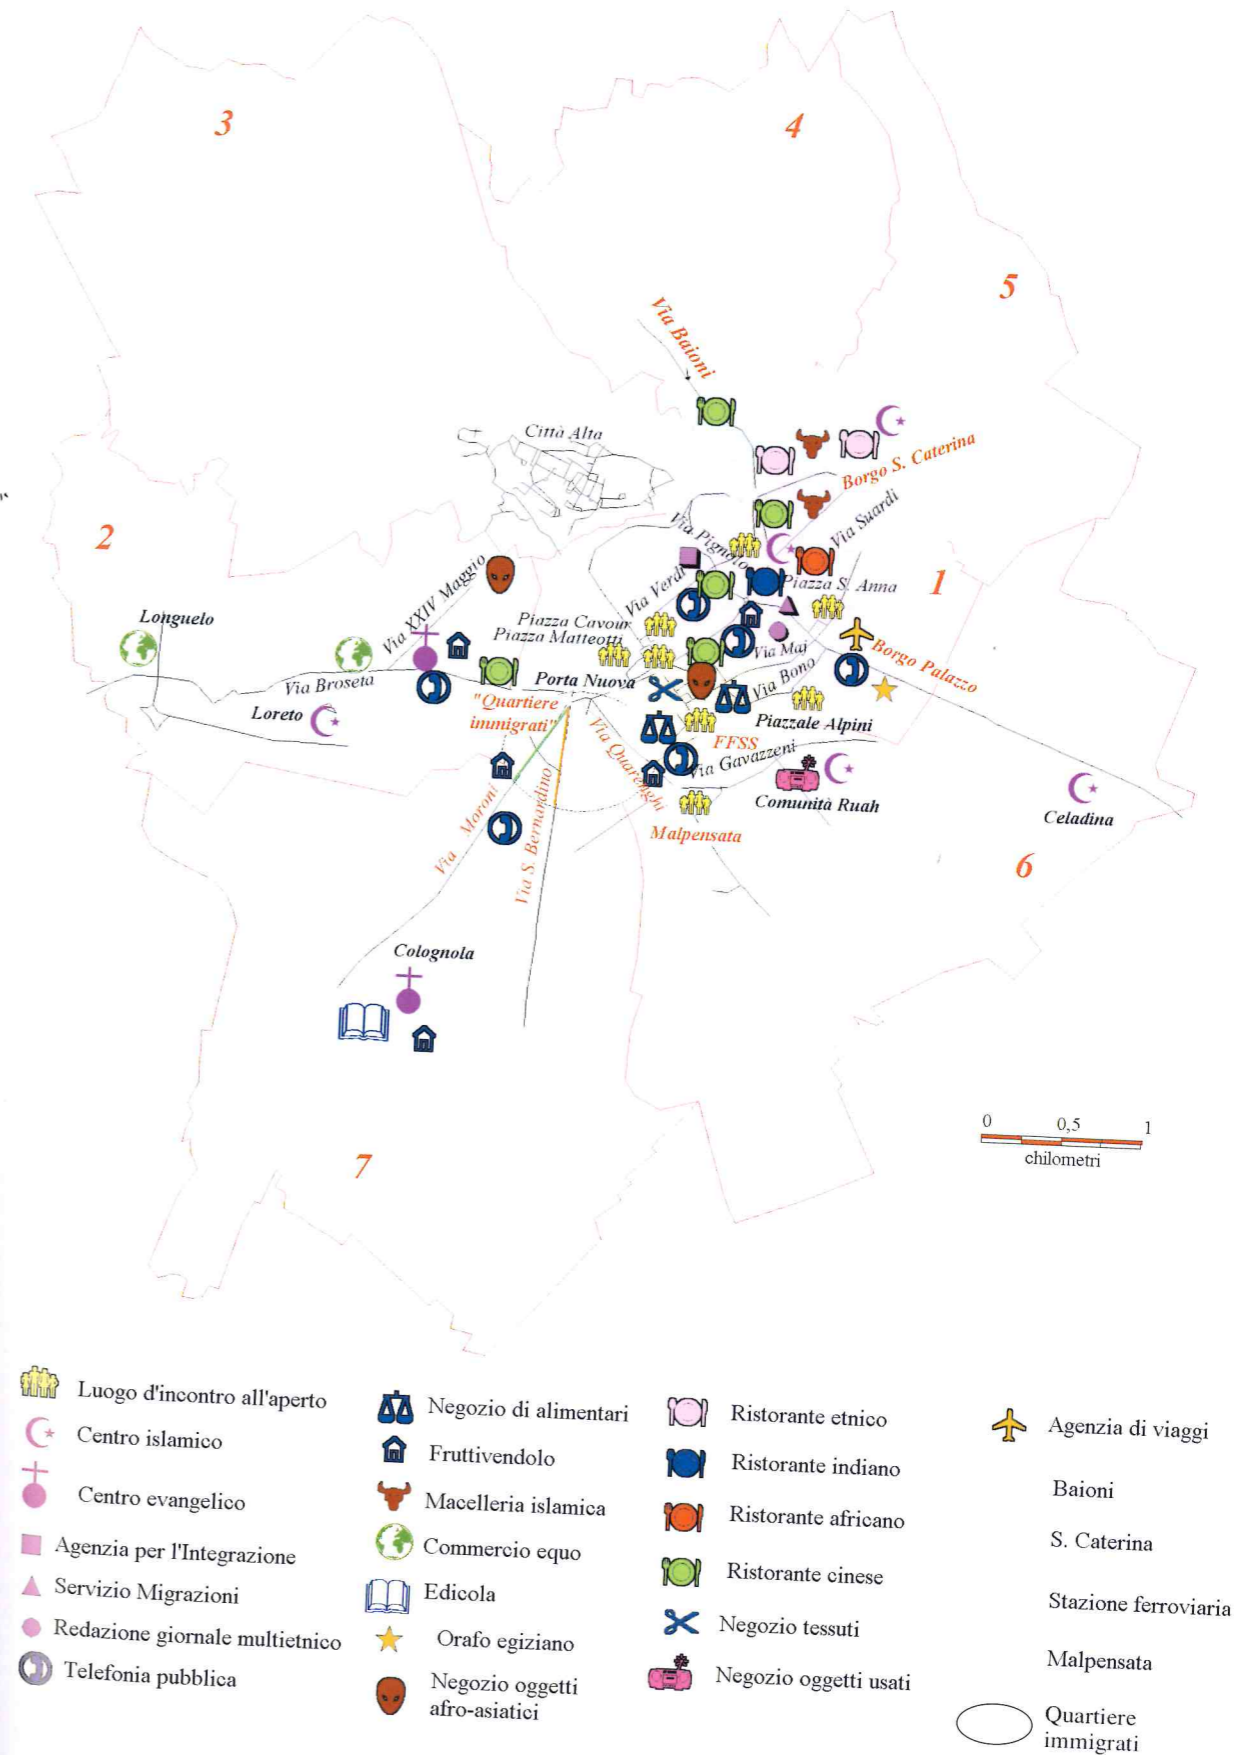 3
4
5
Via Baioni
Città Alta
Borgo S. Caterina
2
Via Suardi
Via Pignolo
Via XXIV Maggio
Via Verdi
Piazza S. Anna
1
Longuelo
Piazza Cavour
Piazza Matteotti
Via Maj
Borgo Palazzo
Via Broseta
Porta Nuova
Via Bono
Loreto
"Quartiere
immigrati"
Piazzale Alpini
FFSS
Via Quarenghi
Via Gavazzeni
Comunità Ruah
Celadina
Via Moroni
Via S. Bernardino
Malpensata
6
Colognola
0 0,5 1
chilometri
7
Luogo d'incontro all'aperto
Centro islamico
Centro evangelico
Agenzia per l'Integrazione
Servizio Migrazioni
Redazione giornale multietnico
Telefonia pubblica
Negozio di alimentari
Fruttivendolo
Macelleria islamica
Commercio equo
Edicola
Orafo egiziano
Negozio oggetti
afro-asiatici
Ristorante etnico
Ristorante indiano
Ristorante africano
Ristorante cinese
Negozio tessuti
Negozio oggetti usati
Agenzia di viaggi
Baioni
S. Caterina
Stazione ferroviaria
Malpensata
Quartiere
immigrati